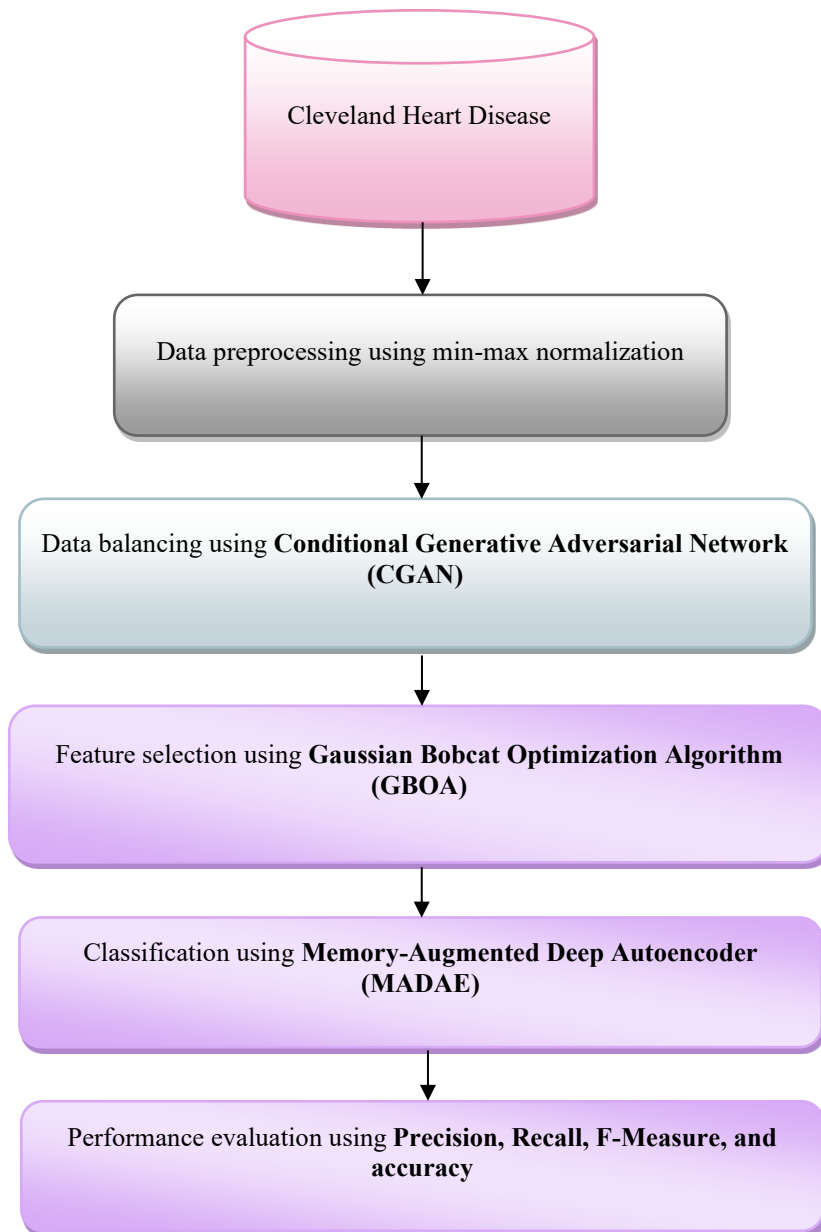 Cleveland Heart Disease
Data preprocessing using min-max normalization
Data balancing using Conditional Generative Adversarial Network
(CGAN)
Feature selection using Gaussian Bobcat Optimization Algorithm
(GBOA)
Classification using Memory-Augmented Deep Autoencoder
(MADAE)
Performance evaluation using Precision, Recall, F-Measure, and
accuracy